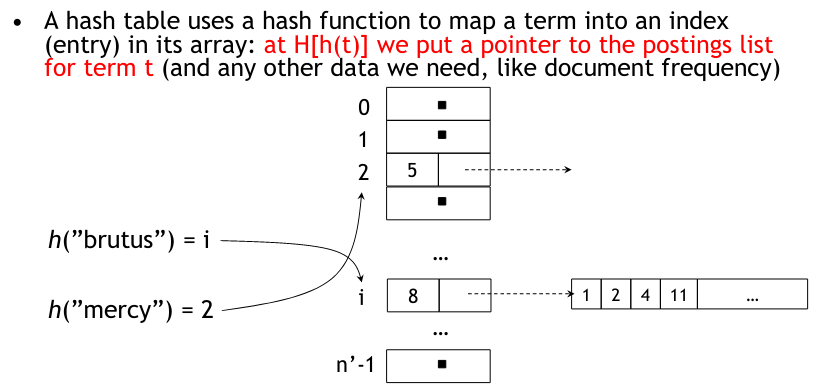 • A hash table uses a hash function to map a term into an index
(entry) in its array: at H[h(t)] we put a pointer to the postings list
for term t (and any other data we need, like document frequency)
0
1
2 5
h(”brutus”) = i
...
i 8 1 2 4 11 ...
h(”mercy”) = 2
...
n’-1